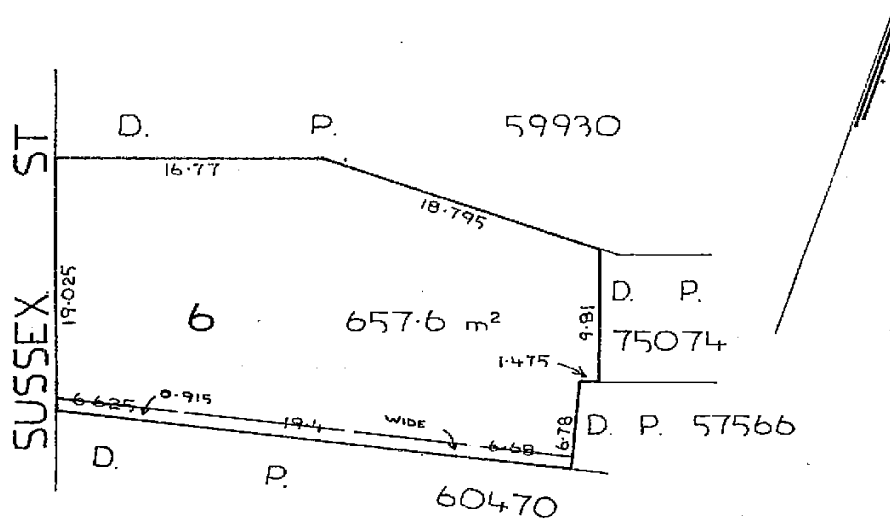 SUSSEX ST
D. P. 59930
16.77
18.795
19.025
6
657.6 m²
9.81
D. P.
75074
1.475
6.625
0.915
19.4
WIDE
6.68
6.78
D. P. 57566
D. P.
60470